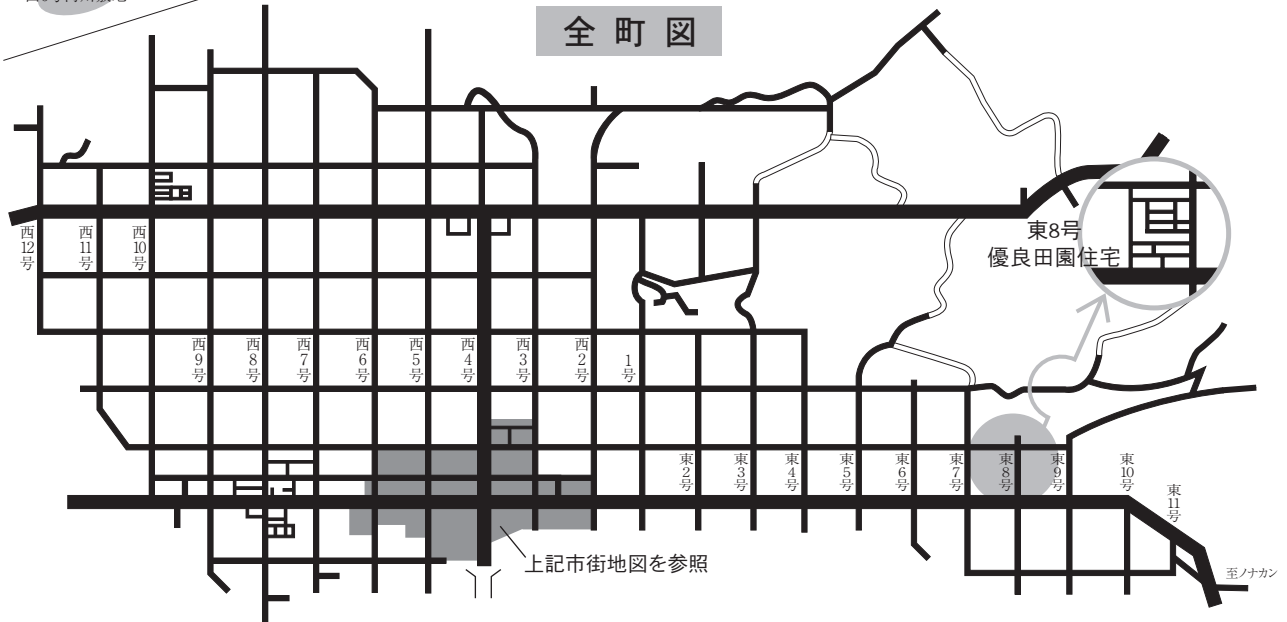 全町図
東8号
優良田園住宅
西12号
西11号
西10号
西9号
西8号
西7号
西6号
西5号
西4号
西3号
西2号
1号
東2号
東3号
東4号
東5号
東6号
東7号
東8号
東9号
東10号
東11号
上記市街地図を参照
至ノナカン